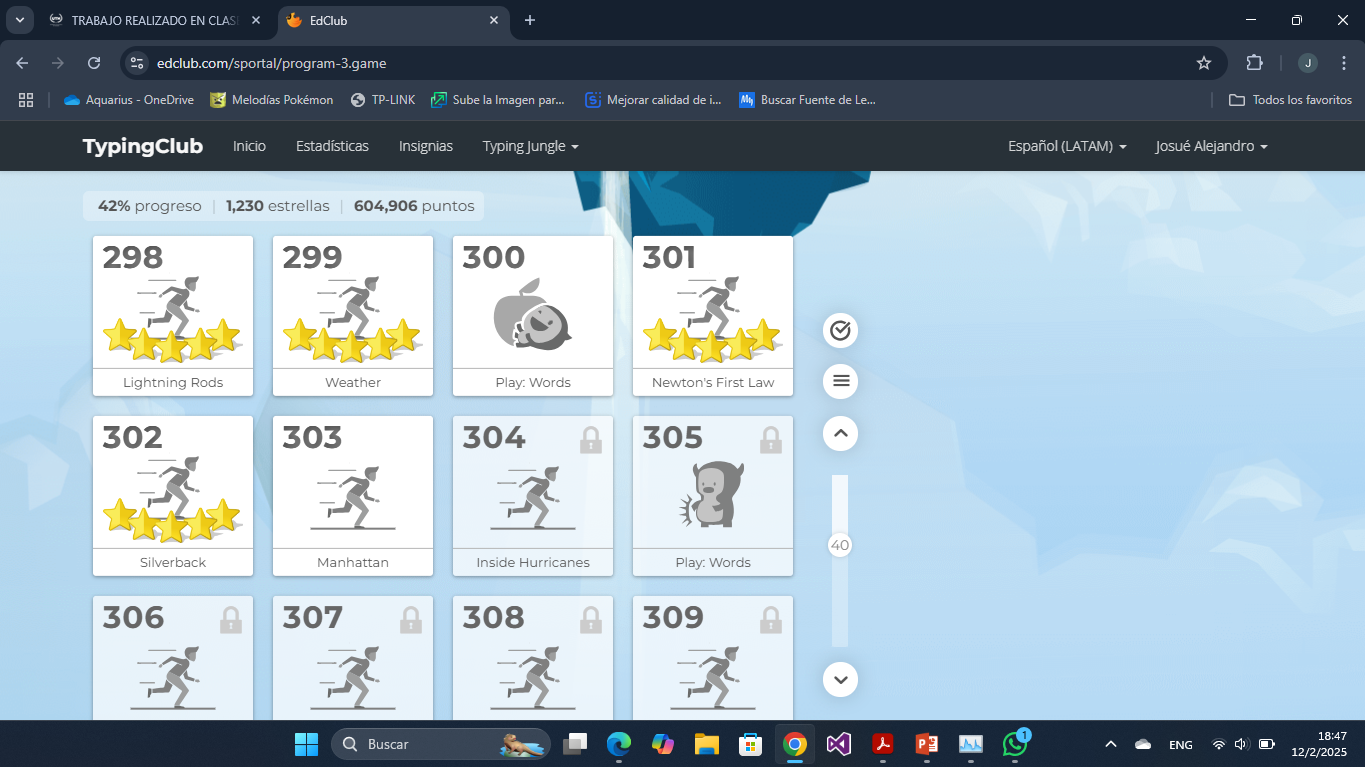 TRABAJO REALIZADO EN CLAS
EdClub
edclub.com/sportal/program-3.game
J
Aquarius - OneDrive
Melodías Pokémon
TP-LINK
Sube la Imagen par...
Mejorar calidad de i...
Buscar Fuente de Le...
Todos los favoritos
TypingClub
Inicio
Estadísticas
Insignias
Typing Jungle
Español (LATAM)
Josué Alejandro
42% progreso | 1,230 estrellas | 604,906 puntos
298
Lightning Rods
299
Weather
300
Play: Words
301
Newton's First Law
302
Silverback
303
Manhattan
304
Inside Hurricanes
305
Play: Words
40
306
307
308
309
Buscar
1
ENG
18:47
12/2/2025